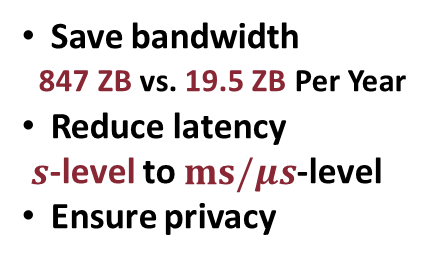 • Save bandwidth
847 ZB vs. 19.5 ZB Per Year
• Reduce latency
s-level to ms/μs-level
• Ensure privacy